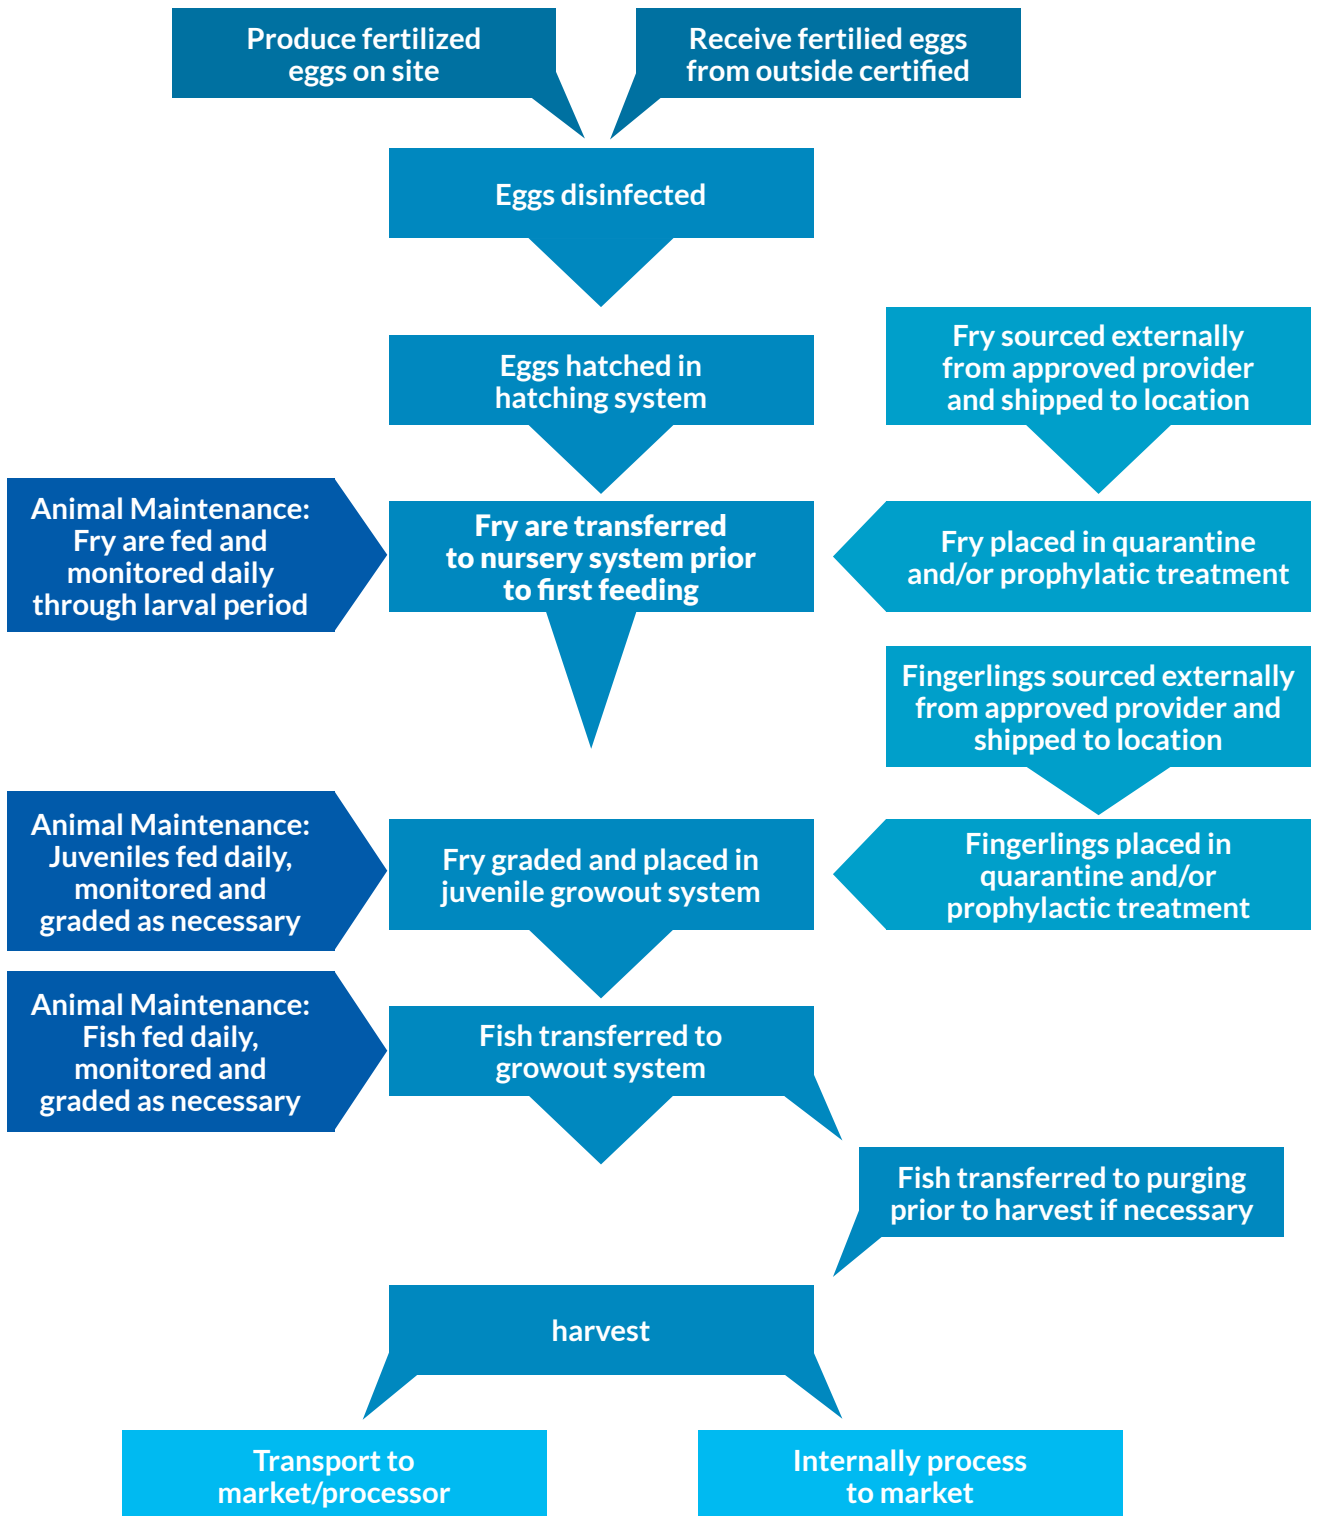 Produce fertilized
eggs on site
Receive fertilied eggs
from outside certified
Eggs disinfected
Eggs hatched in
hatching system
Fry sourced externally
from approved provider
and shipped to location
Animal Maintenance:
Fry are fed and
monitored daily
through larval period
Fry are transferred
to nursery system prior
to first feeding
Fry placed in quarantine
and/or prophylatic treatment
Fingerlings sourced externally
from approved provider and
shipped to location
Animal Maintenance:
Juveniles fed daily,
monitored and
graded as necessary
Fry graded and placed in
juvenile growout system
Fingerlings placed in
quarantine and/or
prophylactic treatment
Animal Maintenance:
Fish fed daily,
monitored and
graded as necessary
Fish transferred to
growout system
Fish transferred to purging
prior to harvest if necessary
harvest
Transport to
market/processor
Internally process
to market